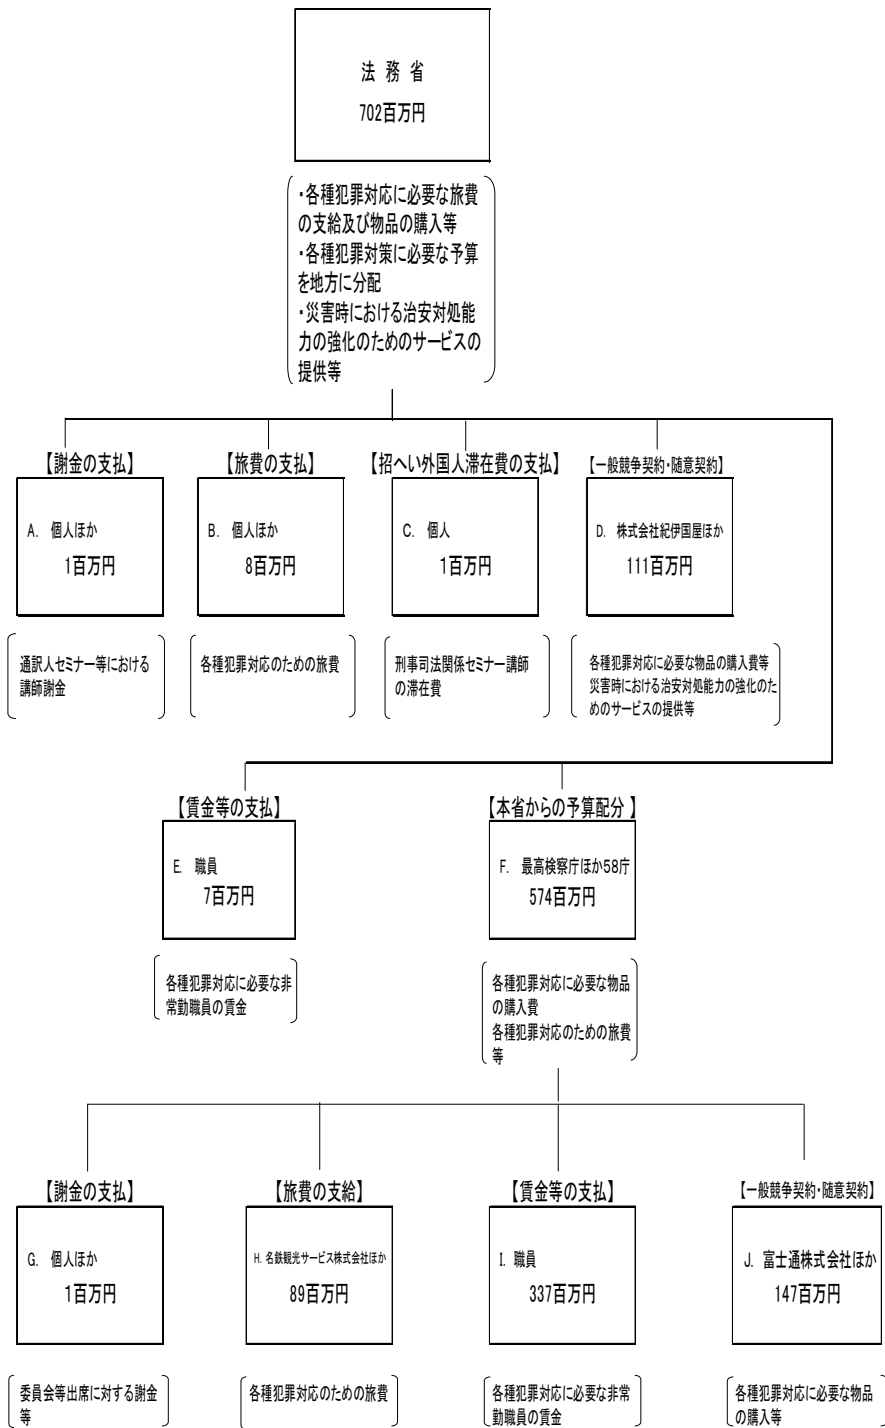 法務省
702百万円
・各種犯罪対応に必要な旅費
の支給及び物品の購入等
・各種犯罪対策に必要な予算
を地方に分配
・災害時における治安対処能
力の強化のためのサービスの
提供等
【謝金の支払】
A. 個人ほか
1百万円
通訳人セミナー等における
講師謝金
【旅費の支払】
B. 個人ほか
8百万円
各種犯罪対応のための旅費
【招へい外国人滞在費の支払】
C. 個人
1百万円
刑事司法関係セミナー講師
の滞在費
【一般競争契約・随意契約】
D. 株式会社紀伊国屋ほか
111百万円
各種犯罪対応に必要な物品の購入費等
災害時における治安対処能力の強化のた
めのサービスの提供等
【賃金等の支払】
E. 職員
7百万円
各種犯罪対応に必要な非
常勤職員の賃金
【本省からの予算配分】
F. 最高検察庁ほか58庁
574百万円
各種犯罪対応に必要な物品
の購入費
各種犯罪対応のための旅費
等
【謝金の支払】
G. 個人ほか
1百万円
委員会等出席に対する謝金
等
【旅費の支給】
H. 名鉄観光サービス株式会社ほか
89百万円
各種犯罪対応のための旅費
【賃金等の支払】
I. 職員
337百万円
各種犯罪対応に必要な非常
勤職員の賃金
【一般競争契約・随意契約】
J. 富士通株式会社ほか
147百万円
各種犯罪対応に必要な物品
の購入等